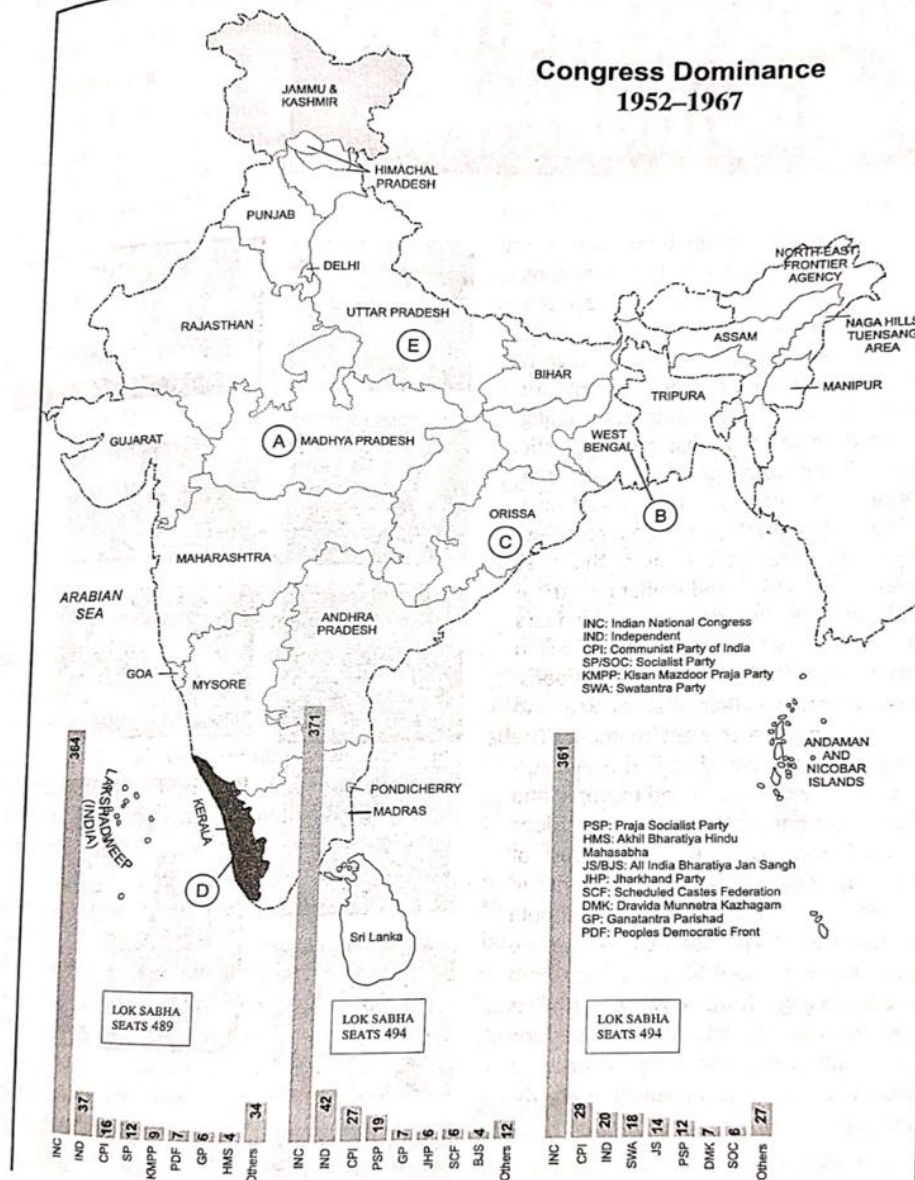 Congress Dominance
1952–1967
JAMMU &
KASHMIR
HIMACHAL
PRADESH
PUNJAB
DELHI
UTTAR PRADESH
E
RAJASTHAN
NORTH-EAST
FRONTIER
AGENCY
ASSAM
NAGA HILLS
TUENSANG
AREA
BIHAR
TRIPURA
MANIPUR
GUJARAT
A
MADHYA PRADESH
WEST
BENGAL
B
ORISSA
C
MAHARASHTRA
ARABIAN
SEA
ANDHRA
PRADESH
GOA
MYSORE
INC: Indian National Congress
IND: Independent
CPI: Communist Party of India
SP/SOC: Socialist Party
KMPP: Kisan Mazdoor Praja Party
SWA: Swatantra Party
ANDAMAN
AND
NICOBAR
ISLANDS
PONDICHERRY
MADRAS
LAKSHADWEEP
(INDIA)
KERALA
D
Sri Lanka
PSP: Praja Socialist Party
HMS: Akhil Bharatiya Hindu
Mahasabha
JS/BJS: All India Bharatiya Jan Sangh
JHP: Jharkhand Party
SCF: Scheduled Castes Federation
DMK: Dravida Munnetra Kazhagam
GP: Ganatantra Parishad
PDF: Peoples Democratic Front
LOK SABHA
SEATS 489
364 37 16 12 9 7 6 4 34
INC IND CPI SP KMPP PDF GP HMS Others
LOK SABHA
SEATS 494
371 42 27 19 7 6 6 4 12
INC IND CPI PSP GP JHP SCF BJS Others
LOK SABHA
SEATS 494
361 29 20 18 14 12 7 6 27
INC CPI IND SWA JS PSP DMK SOC Others